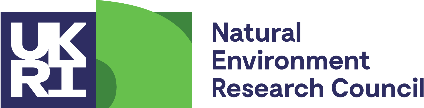 UK
RI
Natural
Environment
Research Council